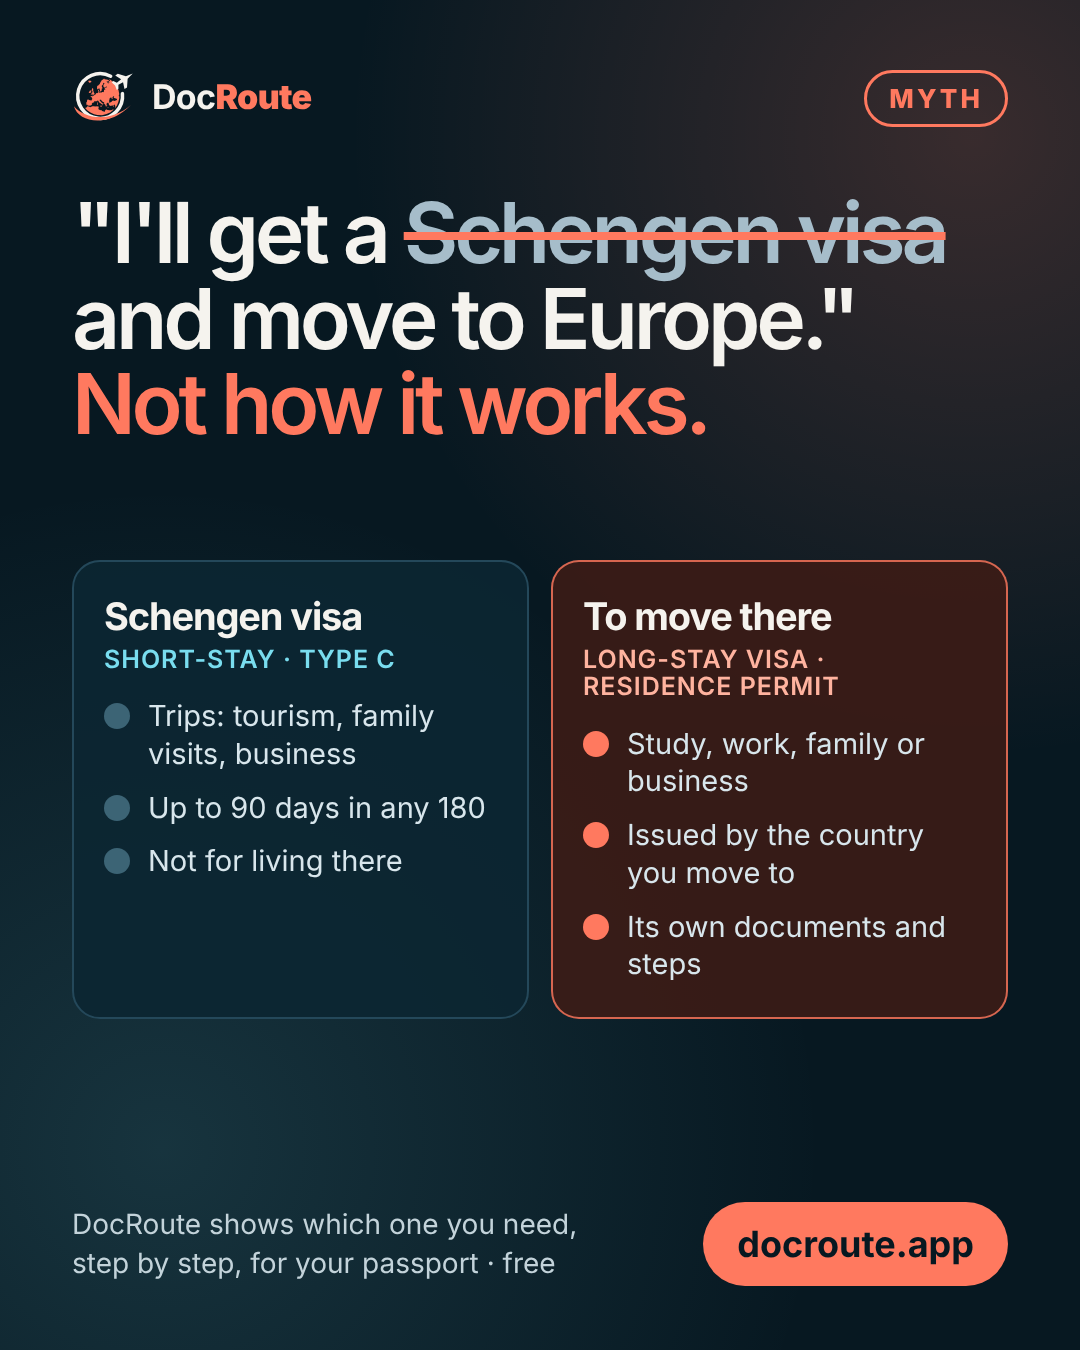 DocRoute
MYTH
"I'll get a Schengen visa
and move to Europe."
Not how it works.
Schengen visa
SHORT-STAY · TYPE C
Trips: tourism, family
visits, business
Up to 90 days in any 180
Not for living there
To move there
LONG-STAY VISA ·
RESIDENCE PERMIT
Study, work, family or
business
Issued by the country
you move to
Its own documents and
steps
DocRoute shows which one you need,
step by step, for your passport · free
docroute.app